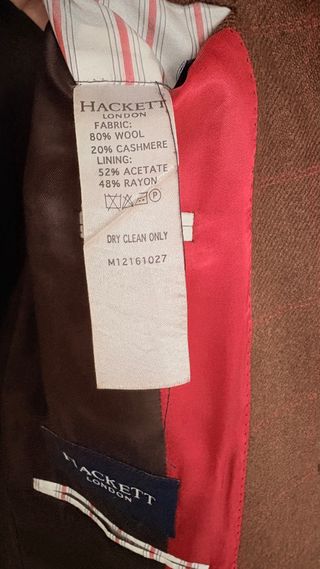 HACKETT
LONDON
FABRIC:
80% WOOL
20% CASHMERE
LINING:
52% ACETATE
48% RAYON
P
DRY CLEAN ONLY
M12161027
HACKETT
LONDON